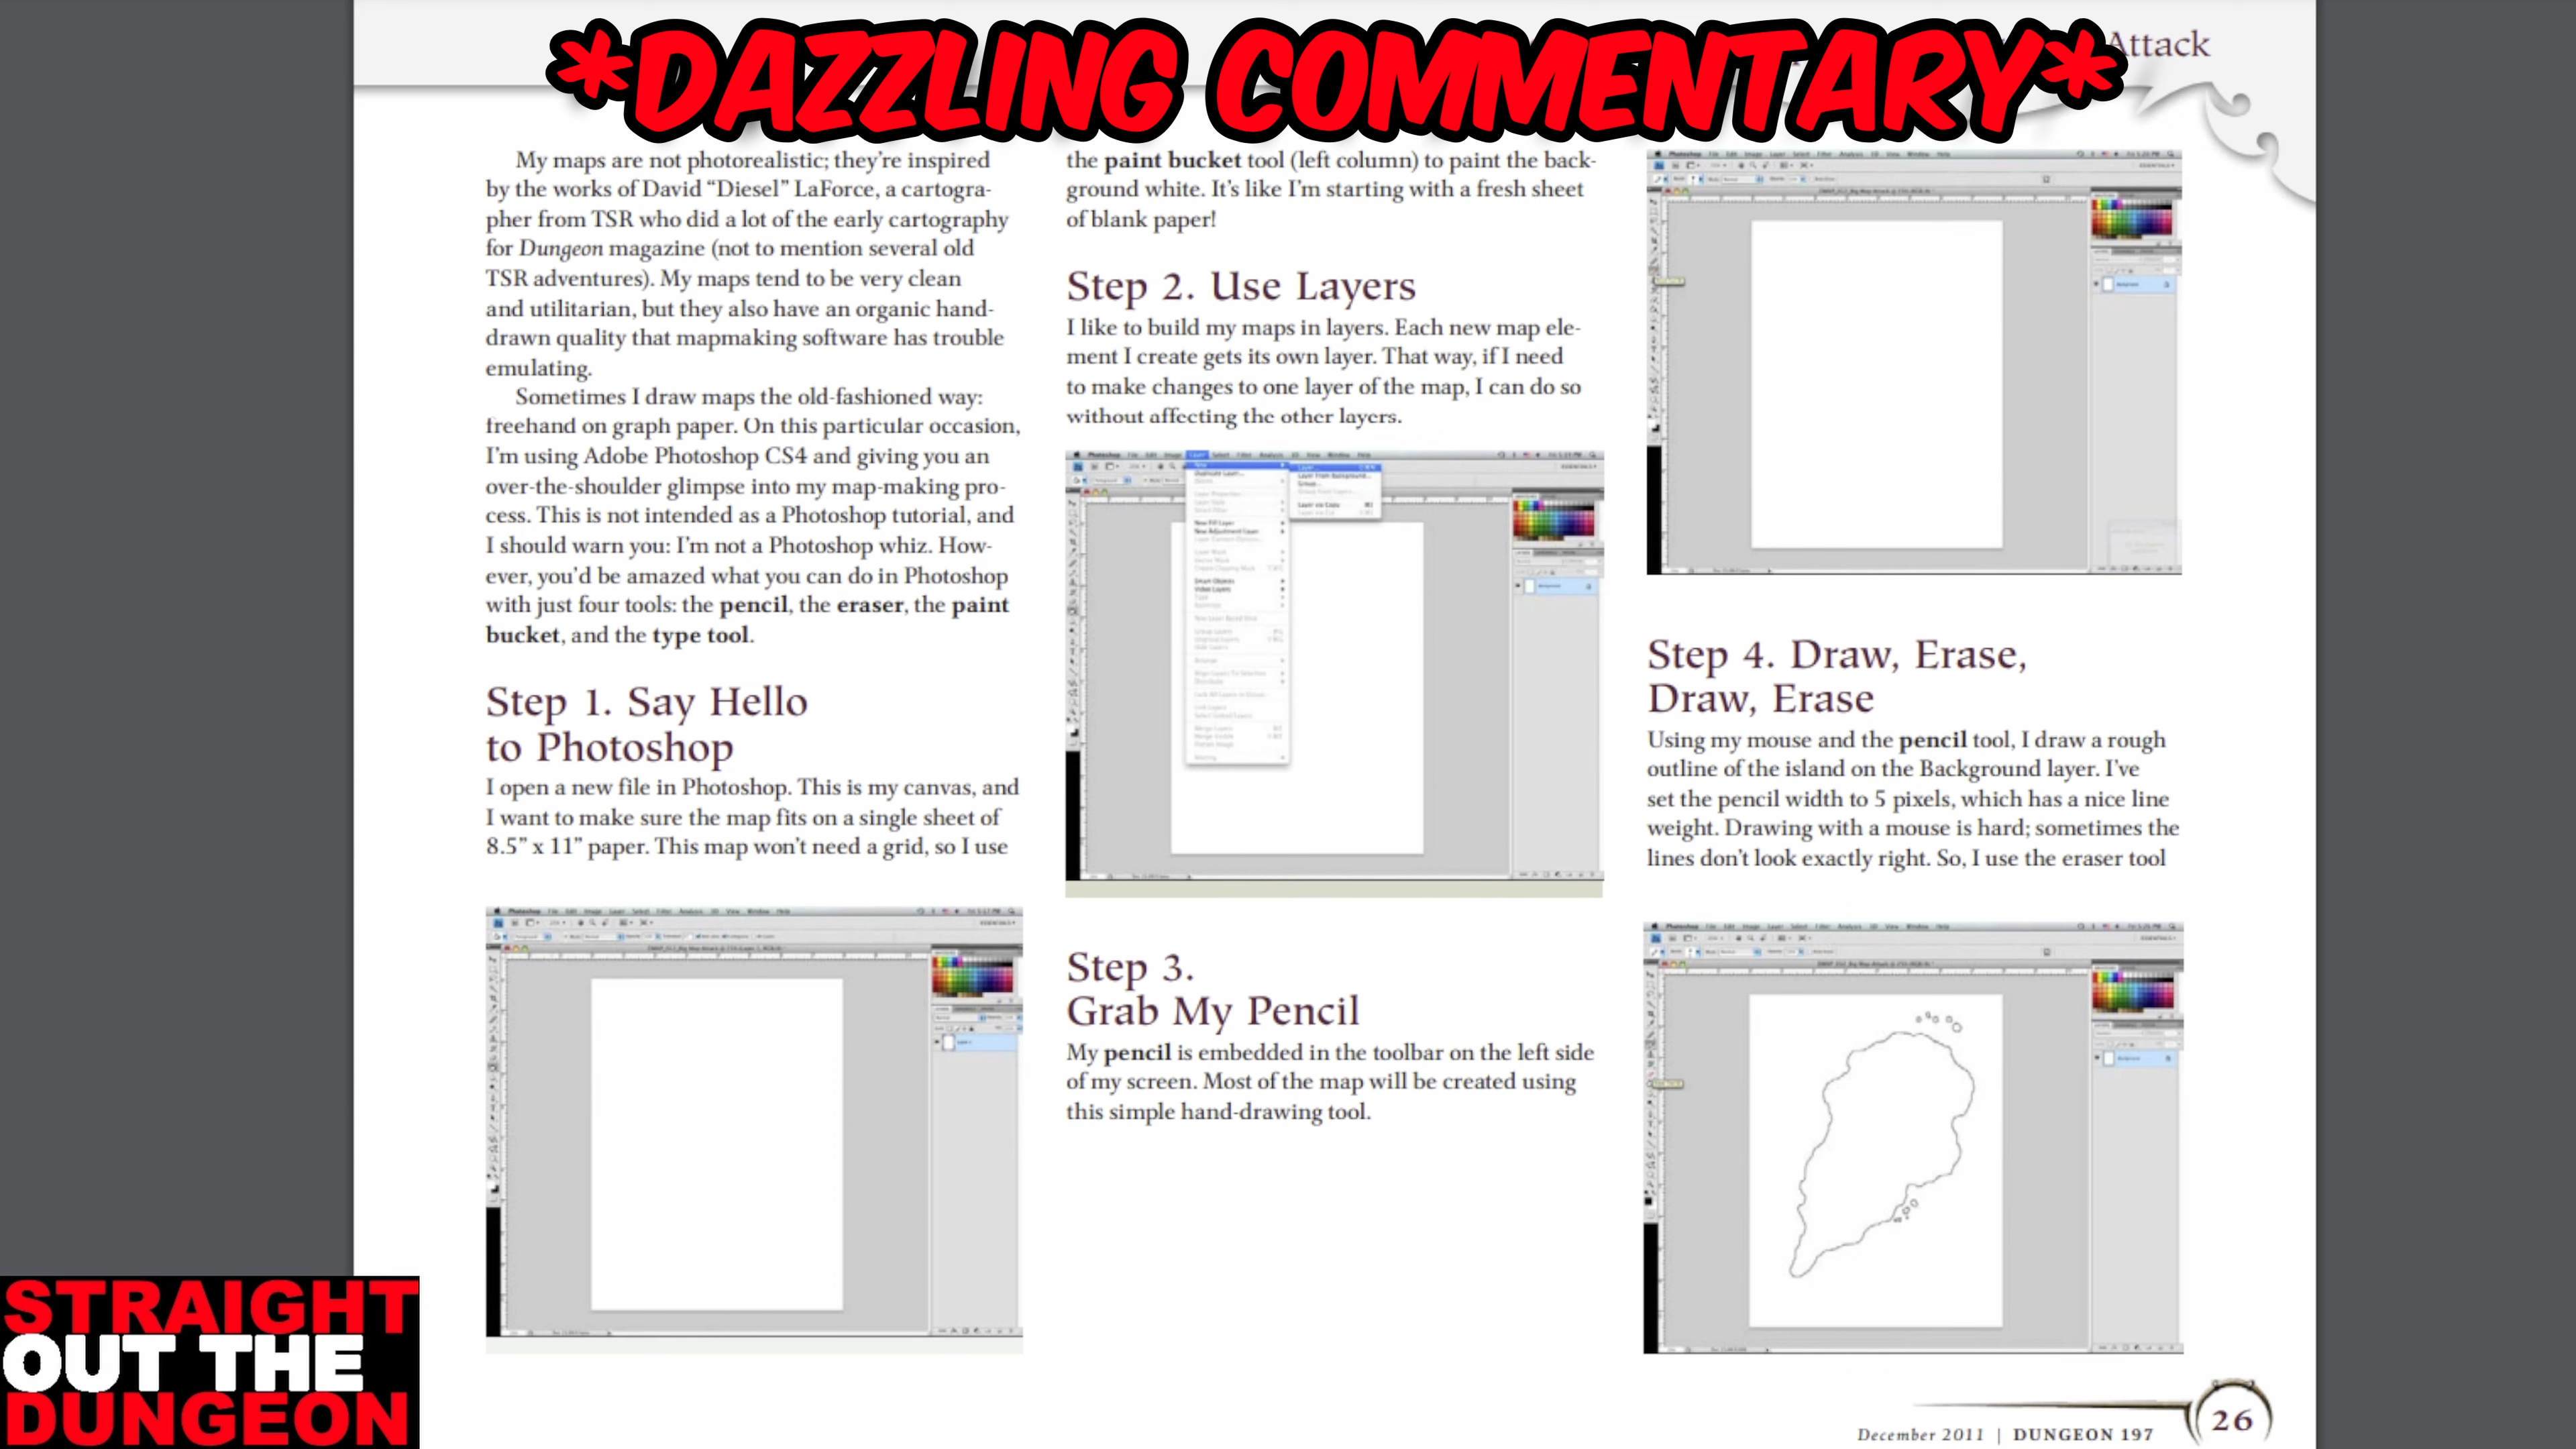 *DAZZLING COMMENTARY*
Attack
My maps are not photorealistic; they're inspired
by the works of David “Diesel” LaForce, a cartogra-
pher from TSR who did a lot of the early cartography
for Dungeon magazine (not to mention several old
TSR adventures). My maps tend to be very clean
and utilitarian, but they also have an organic hand-
drawn quality that mapmaking software has trouble
emulating.
Sometimes I draw maps the old-fashioned way:
freehand on graph paper. On this particular occasion,
I'm using Adobe Photoshop CS4 and giving you an
over-the-shoulder glimpse into my map-making pro-
cess. This is not intended as a Photoshop tutorial, and
I should warn you: I'm not a Photoshop whiz. How-
ever, you'd be amazed what you can do in Photoshop
with just four tools: the pencil, the eraser, the paint
bucket, and the type tool.
Step 1. Say Hello
to Photoshop
I open a new file in Photoshop. This is my canvas, and
I want to make sure the map fits on a single sheet of
8.5” x 11” paper. This map won't need a grid, so I use
the paint bucket tool (left column) to paint the back-
ground white. It's like I'm starting with a fresh sheet
of blank paper!
Step 2. Use Layers
I like to build my maps in layers. Each new map ele-
ment I create gets its own layer. That way, if I need
to make changes to one layer of the map, I can do so
without affecting the other layers.
Step 3.
Grab My Pencil
My pencil is embedded in the toolbar on the left side
of my screen. Most of the map will be created using
this simple hand-drawing tool.
Step 4. Draw, Erase,
Draw, Erase
Using my mouse and the pencil tool, I draw a rough
outline of the island on the Background layer. I've
set the pencil width to 5 pixels, which has a nice line
weight. Drawing with a mouse is hard; sometimes the
lines don't look exactly right. So, I use the eraser tool
December 2011 | DUNGEON 197
26
STRAIGHT
OUT THE
DUNGEON